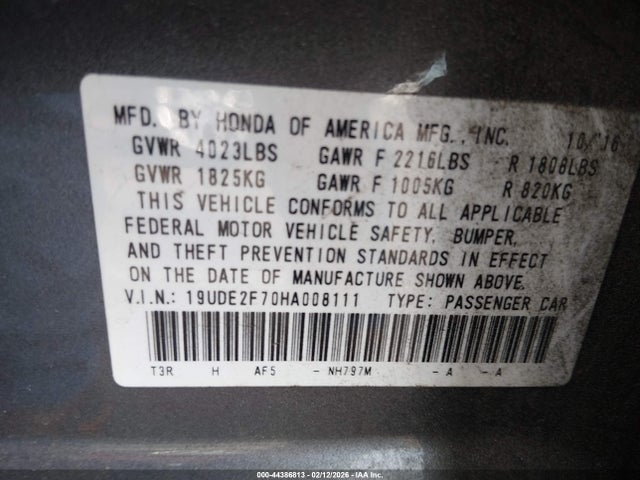 MFD. BY HONDA OF AMERICA MFG., INC. 10/16
GVWR 4023LBS GAWR F 2216LBS R 1808LBS
GVWR 1825KG GAWR F 1005KG R 820KG
THIS VEHICLE CONFORMS TO ALL APPLICABLE
FEDERAL MOTOR VEHICLE SAFETY, BUMPER,
AND THEFT PREVENTION STANDARDS IN EFFECT
ON THE DATE OF MANUFACTURE SHOWN ABOVE.
V.I.N.: 19UDE2F70HA008111 TYPE: PASSENGER CAR
T3R H AF5 - NH797M - A - A
000-44386813 - 02/12/2026 - IAA Inc.